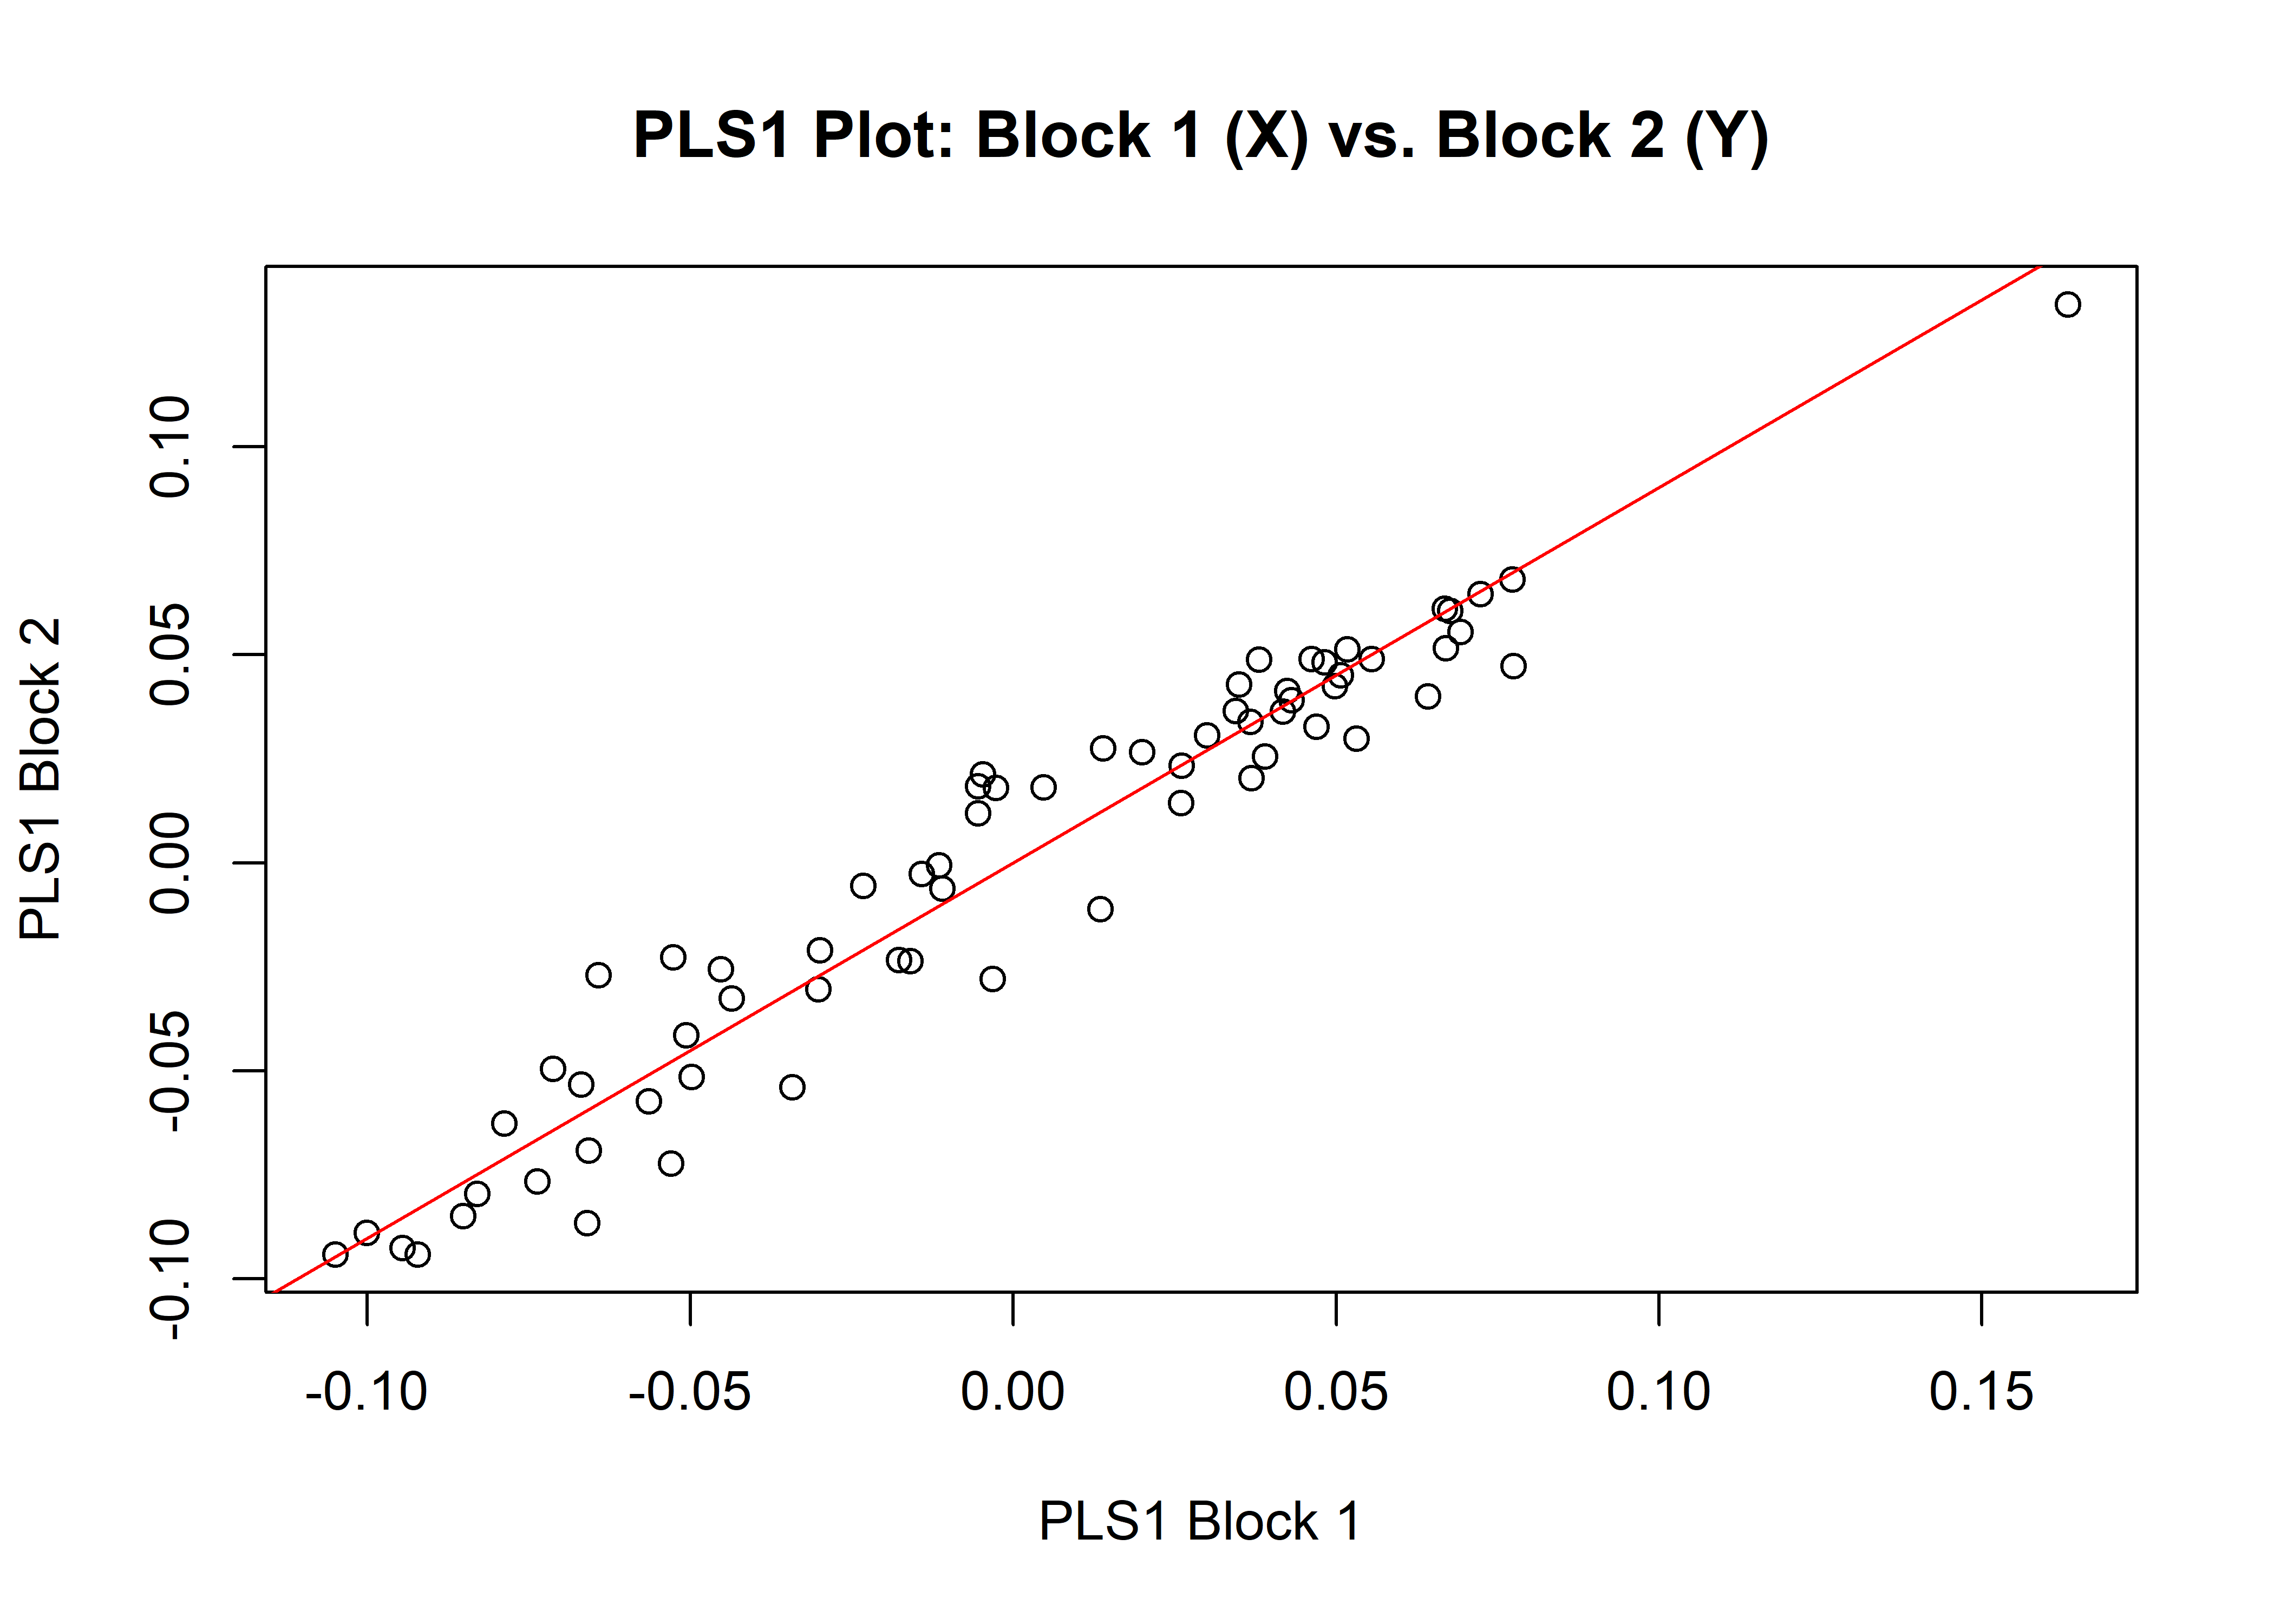 PLS1 Plot: Block 1 (X) vs. Block 2 (Y)
PLS1 Block 2
0.10
0.05
0.00
-0.05
-0.10
-0.10 -0.05 0.00 0.05 0.10 0.15
PLS1 Block 1